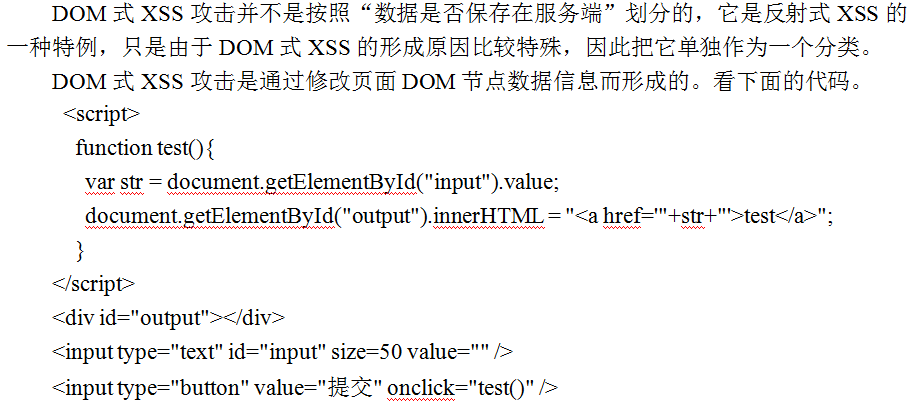 DOM 式 XSS 攻击并不是按照“数据是否保存在服务端”划分的，它是反射式 XSS 的
一种特例，只是由于 DOM 式 XSS 的形成原因比较特殊，因此把它单独作为一个分类。
DOM 式 XSS 攻击是通过修改页面 DOM 节点数据信息而形成的。看下面的代码。
<script>
function test(){
var str = document.getElementById("input").value;
document.getElementById("output").innerHTML = "<a href='"+str+"'>test</a>";
}
</script>
<div id="output"></div>
<input type="text" id="input" size=50 value="" />
<input type="button" value="提交" onclick="test()" />